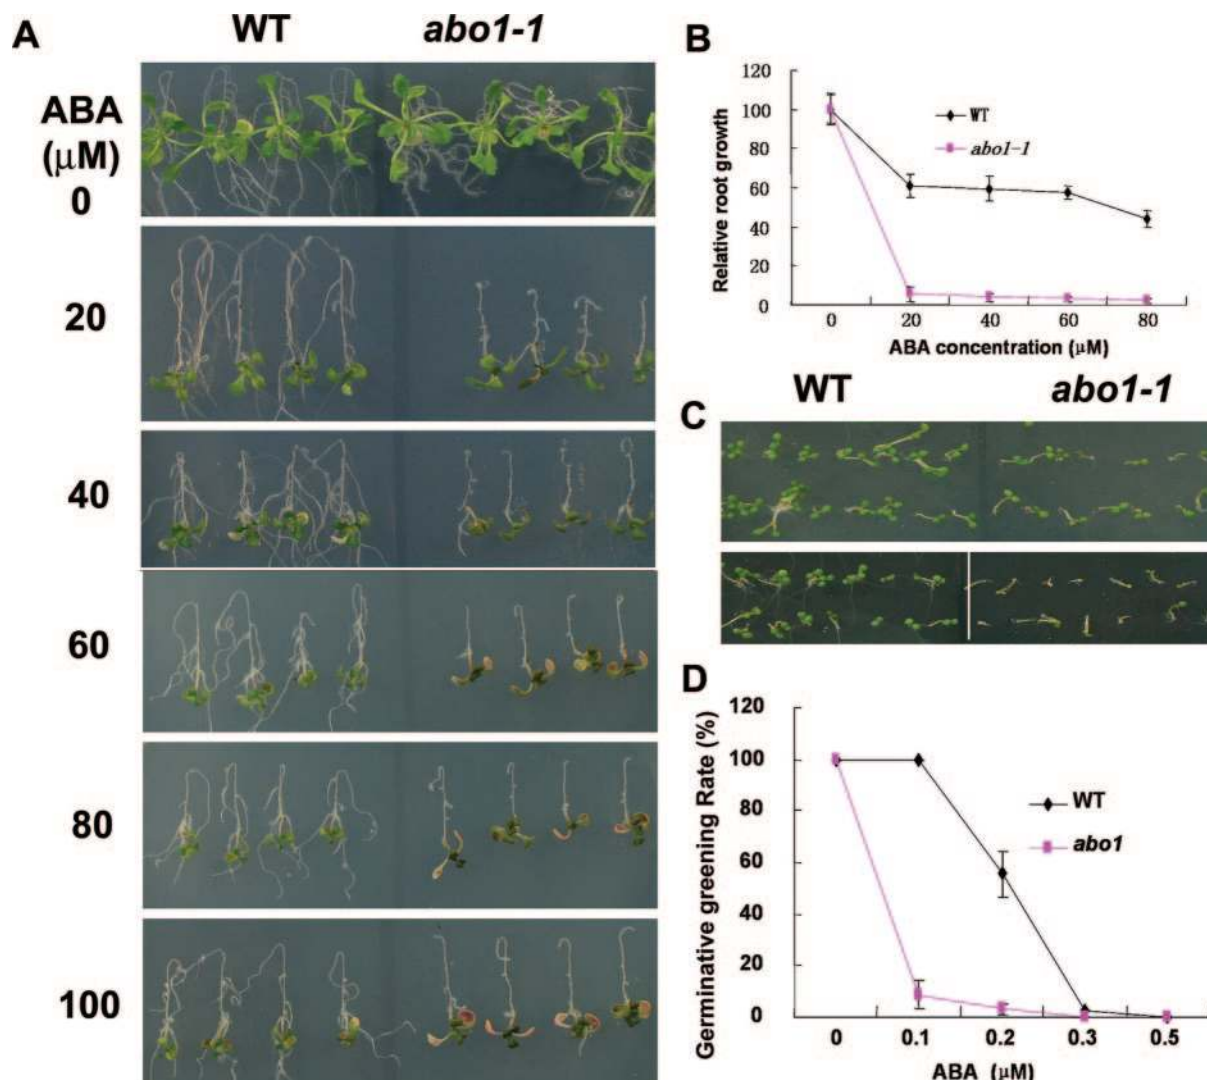 A
WT
abo1-1
ABA
(μM)
0
20
40
60
80
100
B
120
100
80
60
40
20
0
Relative root growth
WT
abo1-1
0
20
40
60
80
ABA concentration (μM)
WT
abo1-1
C
D
120
100
80
60
40
20
0
Germinative greening Rate (%)
WT
abo1
0
0.1
0.2
0.3
0.5
ABA (μM)